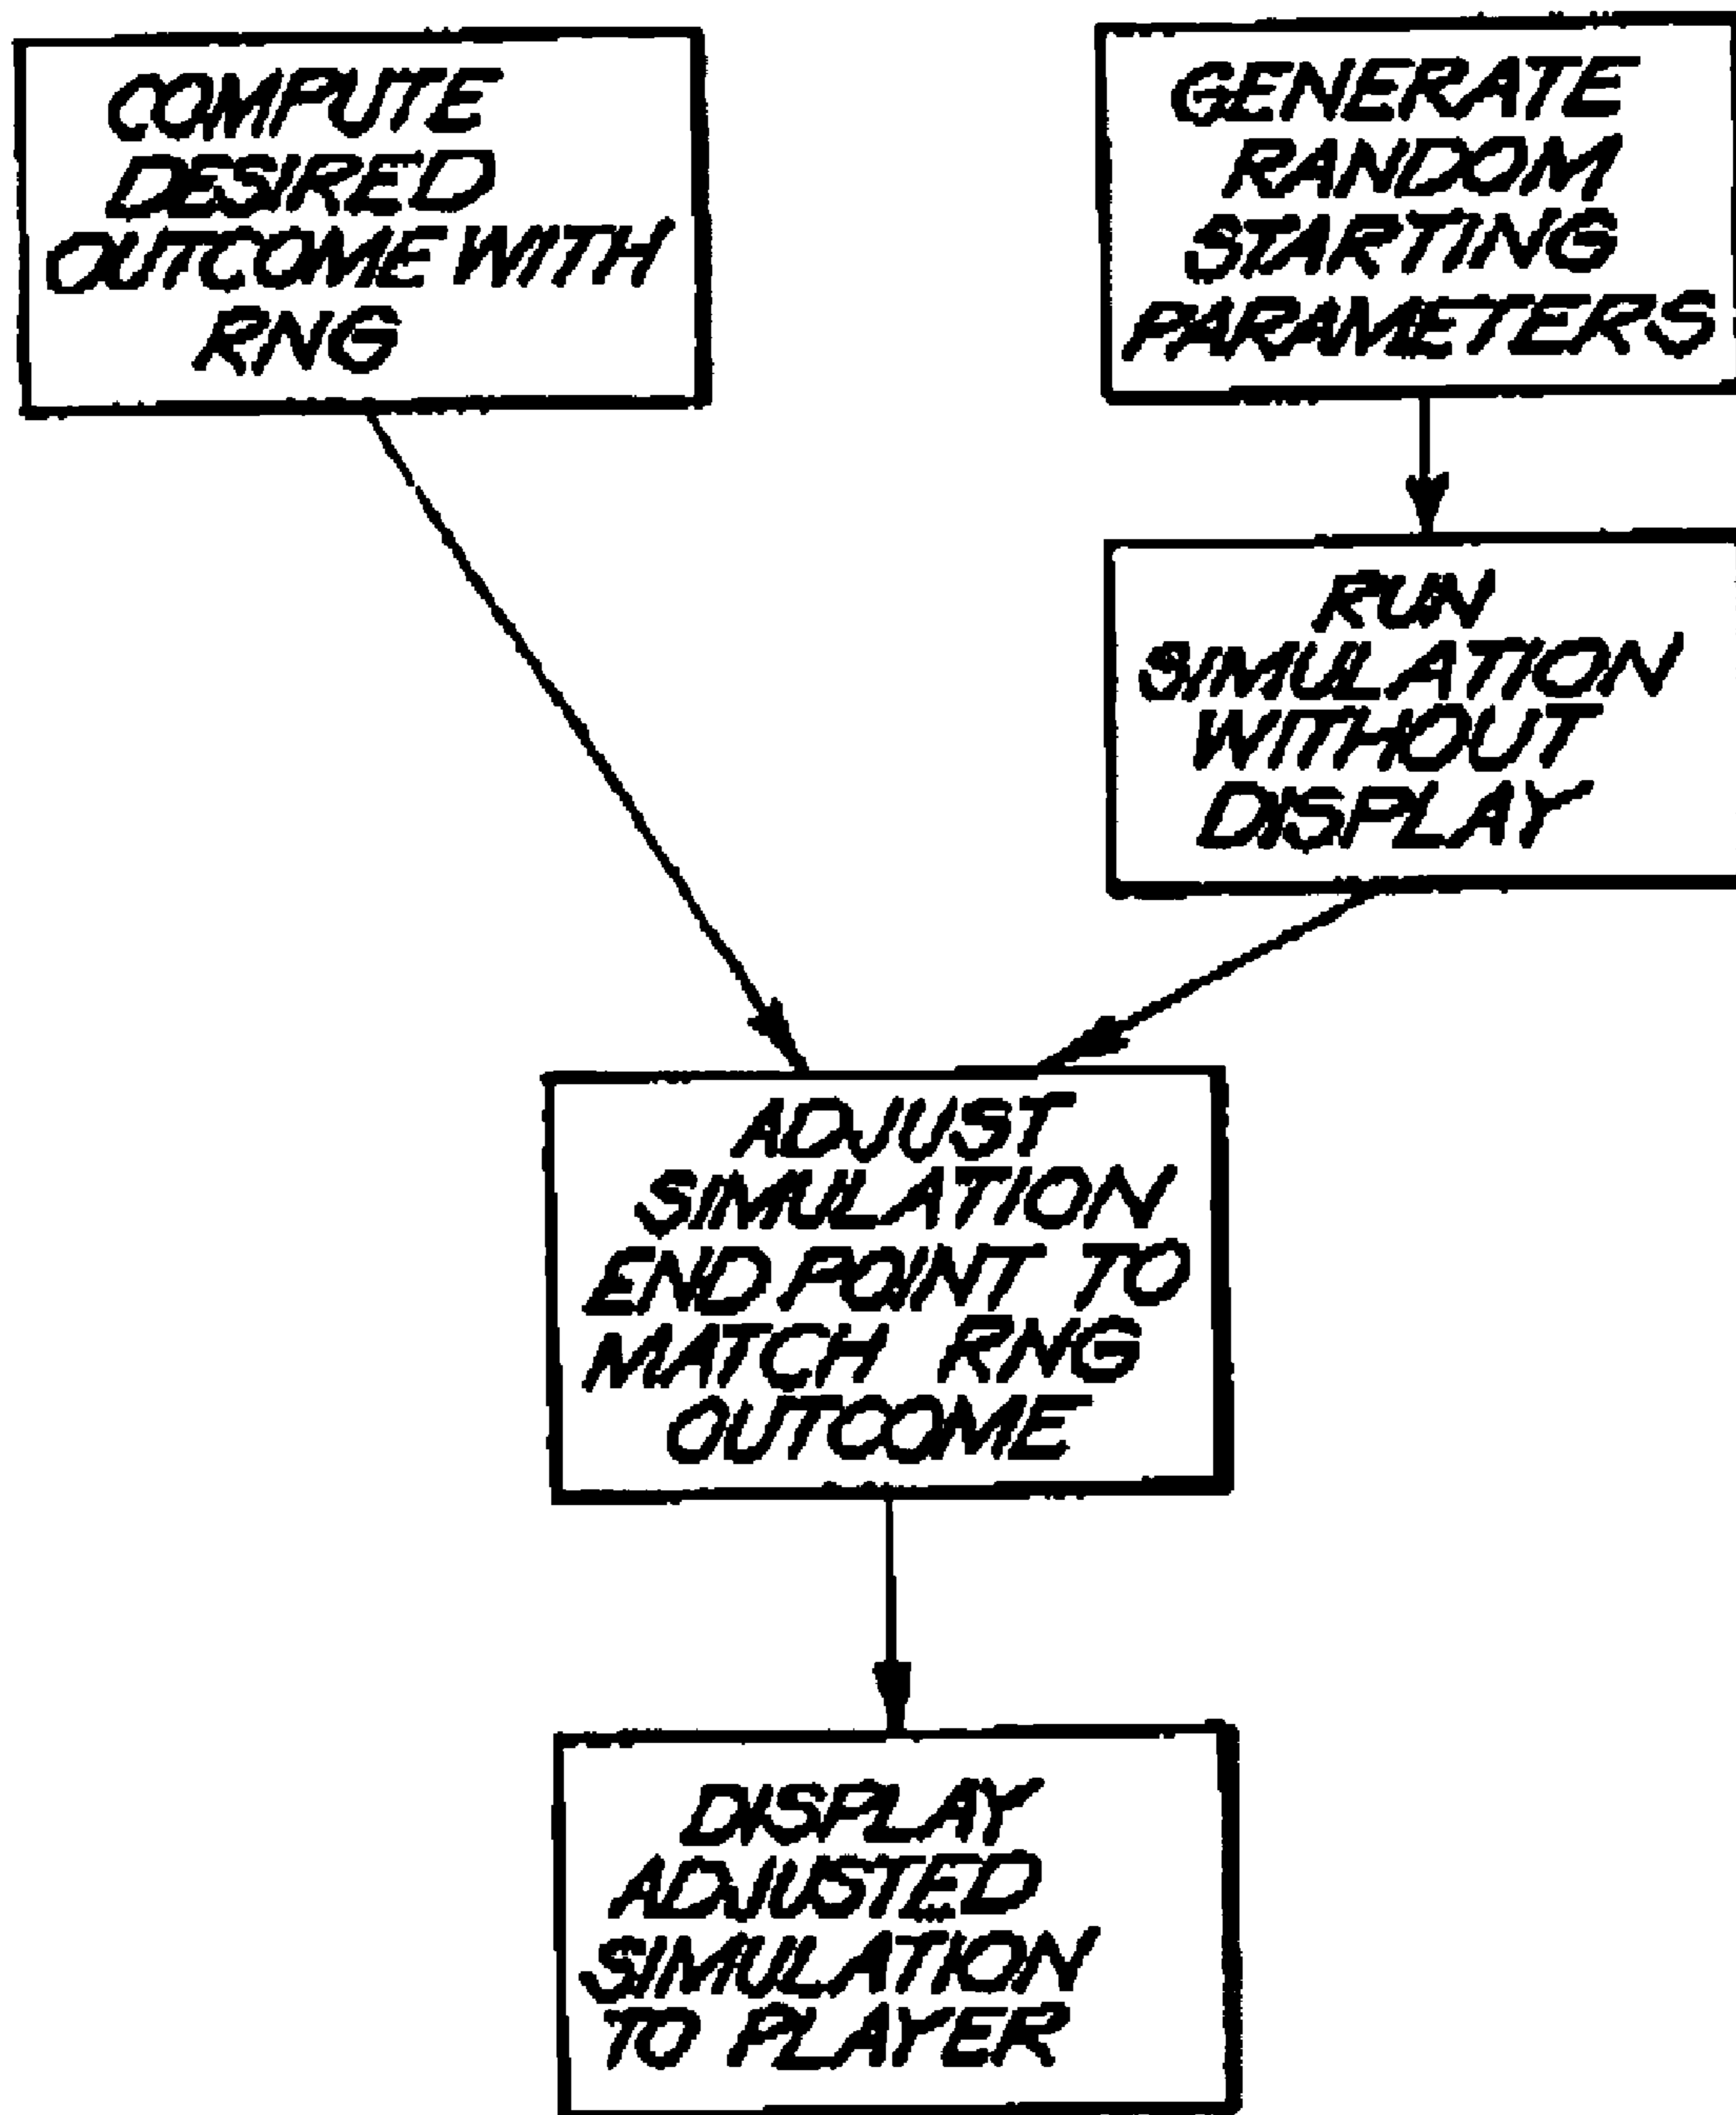 COMPUTE
DESIRED
OUTCOME WITH
RNG
GENERATE
RANDOM
STARTING
PARAMETERS
RUN
SIMULATION
WITHOUT
DISPLAY
ADJUST
SIMULATION
END POINT TO
MATCH RNG
OUTCOME
DISPLAY
ADJUSTED
SIMULATION
TO PLAYER